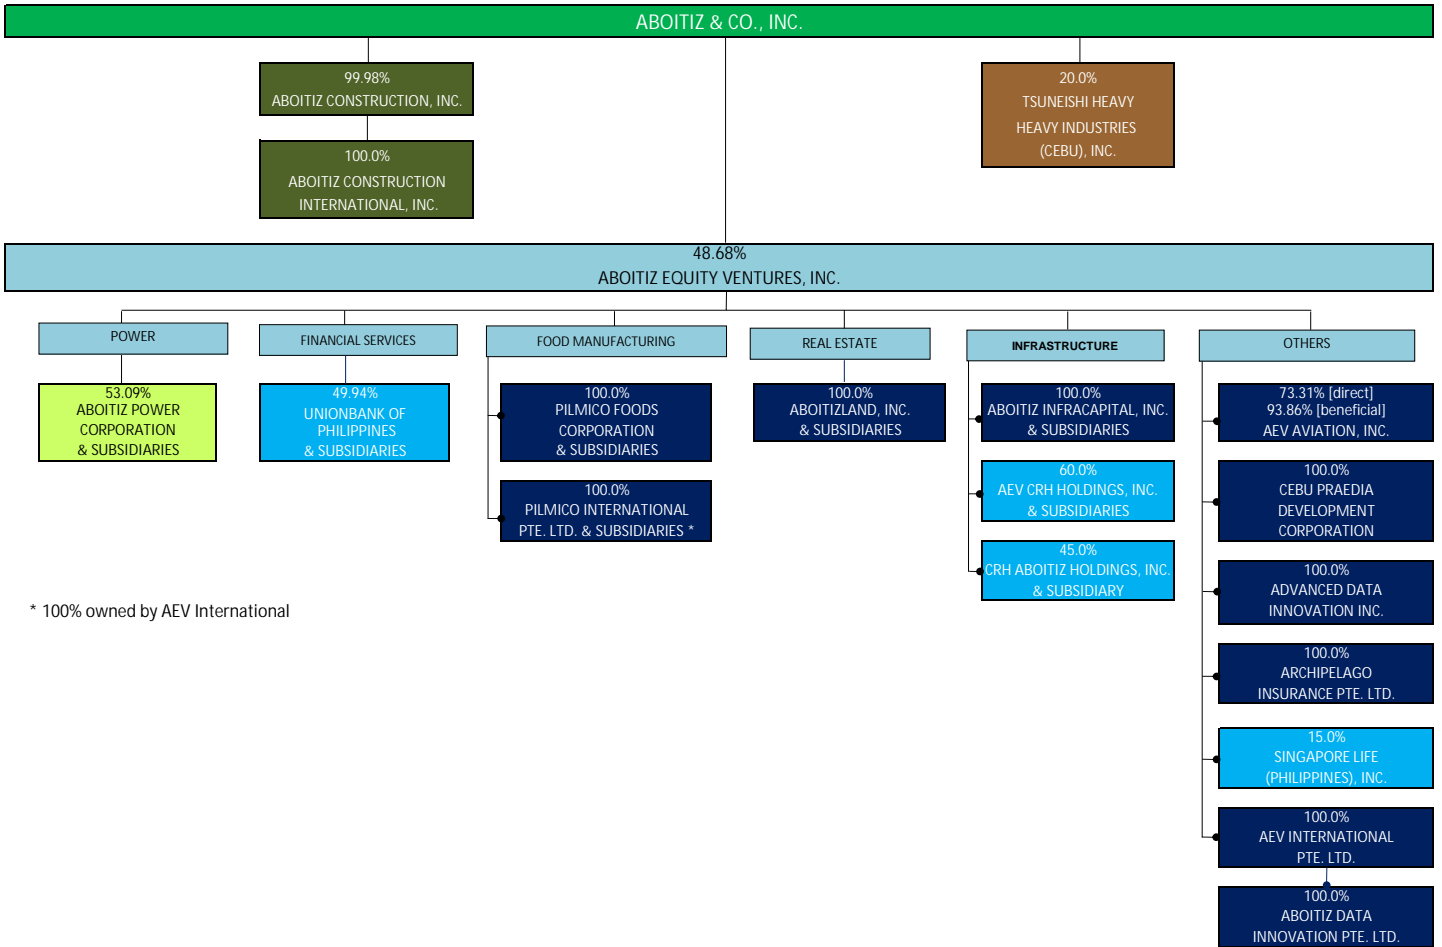 ABOITIZ & CO., INC.
99.98%
ABOITIZ CONSTRUCTION, INC.
100.0%
ABOITIZ CONSTRUCTION
INTERNATIONAL, INC.
20.0%
TSUNEISHI HEAVY
HEAVY INDUSTRIES
(CEBU), INC.
48.68%
ABOITIZ EQUITY VENTURES, INC.
POWER
53.09%
ABOITIZ POWER
CORPORATION
& SUBSIDIARIES
FINANCIAL SERVICES
49.94%
UNIONBANK OF
PHILIPPINES
& SUBSIDIARIES
FOOD MANUFACTURING
100.0%
PILMICO FOODS
CORPORATION
& SUBSIDIARIES
100.0%
PILMICO INTERNATIONAL
PTE. LTD. & SUBSIDIARIES *
REAL ESTATE
100.0%
ABOITIZLAND, INC.
& SUBSIDIARIES
INFRASTRUCTURE
100.0%
ABOITIZ INFRACAPITAL, INC.
& SUBSIDIARIES
60.0%
AEV CRH HOLDINGS, INC.
& SUBSIDIARIES
45.0%
CRH ABOITIZ HOLDINGS, INC.
& SUBSIDIARY
OTHERS
73.31% [direct]
93.86% [beneficial]
AEV AVIATION, INC.
100.0%
CEBU PRAEDIA
DEVELOPMENT
CORPORATION
100.0%
ADVANCED DATA
INNOVATION INC.
100.0%
ARCHIPELAGO
INSURANCE PTE. LTD.
15.0%
SINGAPORE LIFE
(PHILIPPINES), INC.
100.0%
AEV INTERNATIONAL
PTE. LTD.
100.0%
ABOITIZ DATA
INNOVATION PTE. LTD.
* 100% owned by AEV International